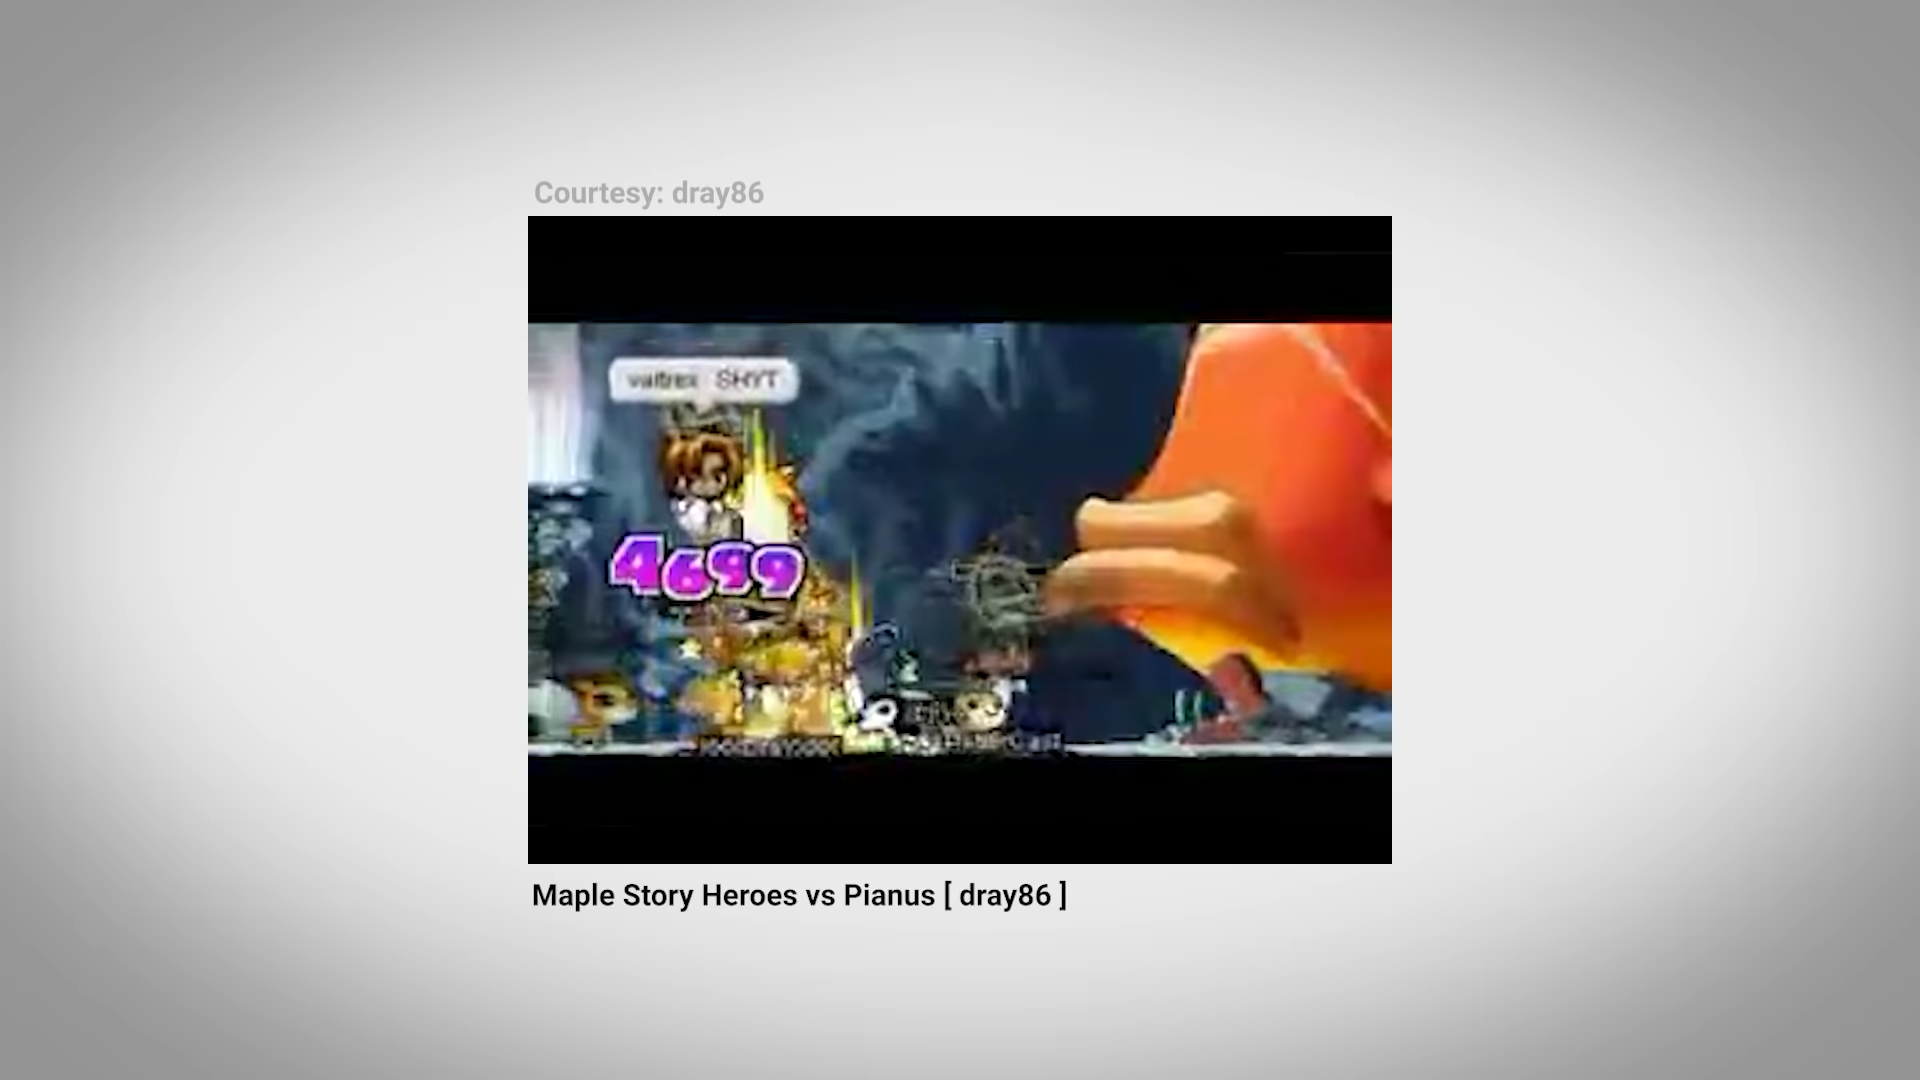 Courtesy: dray86
valtrex SHYT
4699
Maple Story Heroes vs Pianus [ dray86 ]